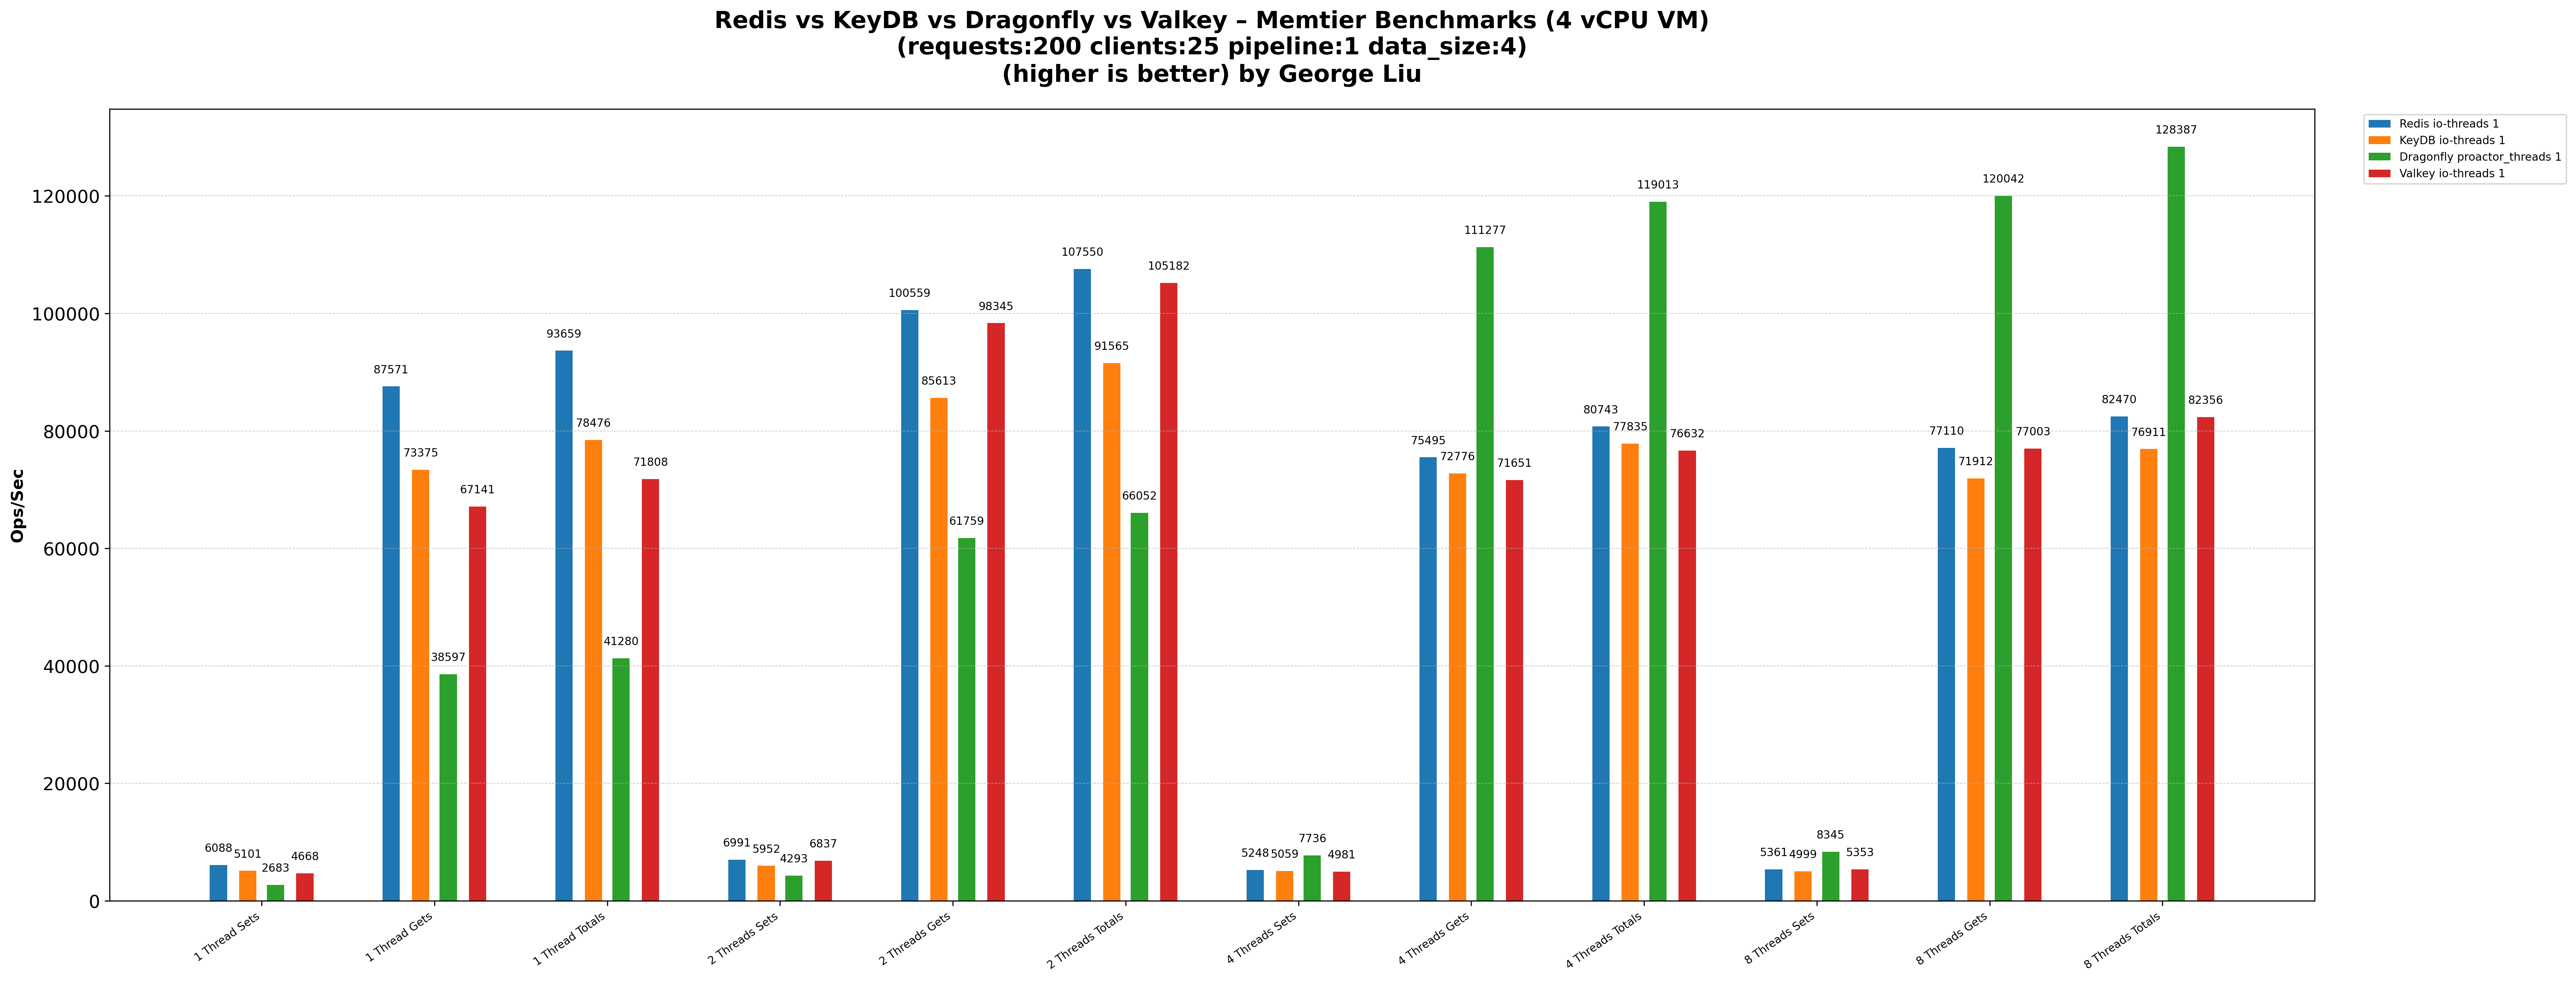 Redis vs KeyDB vs Dragonfly vs Valkey – Memtier Benchmarks (4 vCPU VM)
(requests:200 clients:25 pipeline:1 data_size:4)
(higher is better) by George Liu
Redis io-threads 1
KeyDB io-threads 1
Dragonfly proactor_threads 1
Valkey io-threads 1
Ops/Sec
120000
100000
80000
60000
40000
20000
0
6088
5101
2683
4668
87571
73375
38597
67141
93659
78476
41280
71808
6991
5952
4293
6837
100559
85613
61759
98345
107550
91565
66052
105182
5248
5059
7736
4981
75495
72776
111277
71651
80743
77835
119013
76632
5361
4999
8345
5353
77110
71912
120042
77003
82470
76911
128387
82356
1 Thread Sets
1 Thread Gets
1 Thread Totals
2 Threads Sets
2 Threads Gets
2 Threads Totals
4 Threads Sets
4 Threads Gets
4 Threads Totals
8 Threads Sets
8 Threads Gets
8 Threads Totals